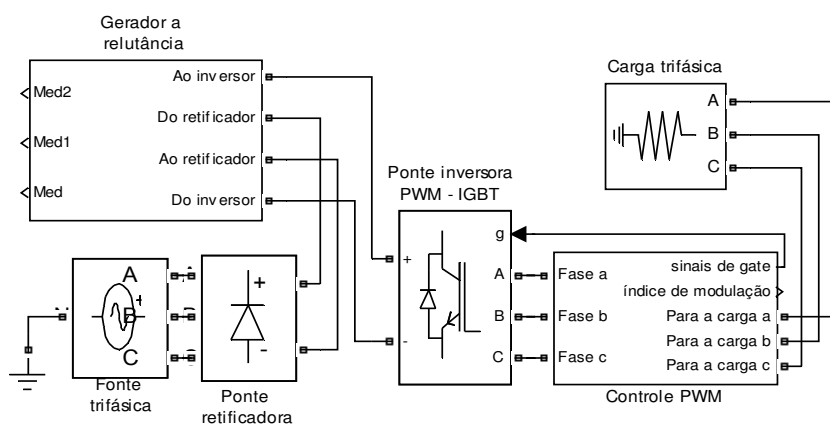 Gerador a
relutância
Ao inversor
Do retificador
Ao retificador
Do inversor
Med2
Med1
Med
Carga trifásica
A
B
C
Ponte inversora
PWM - IGBT
g
+
A
B
-
C
sinais de gate
índice de modulação
Fase a
Fase b
Fase c
Para a carga a
Para a carga b
Para a carga c
Controle PWM
A
+
B
C
Fonte
trifásica
+
-
Ponte
retificadora